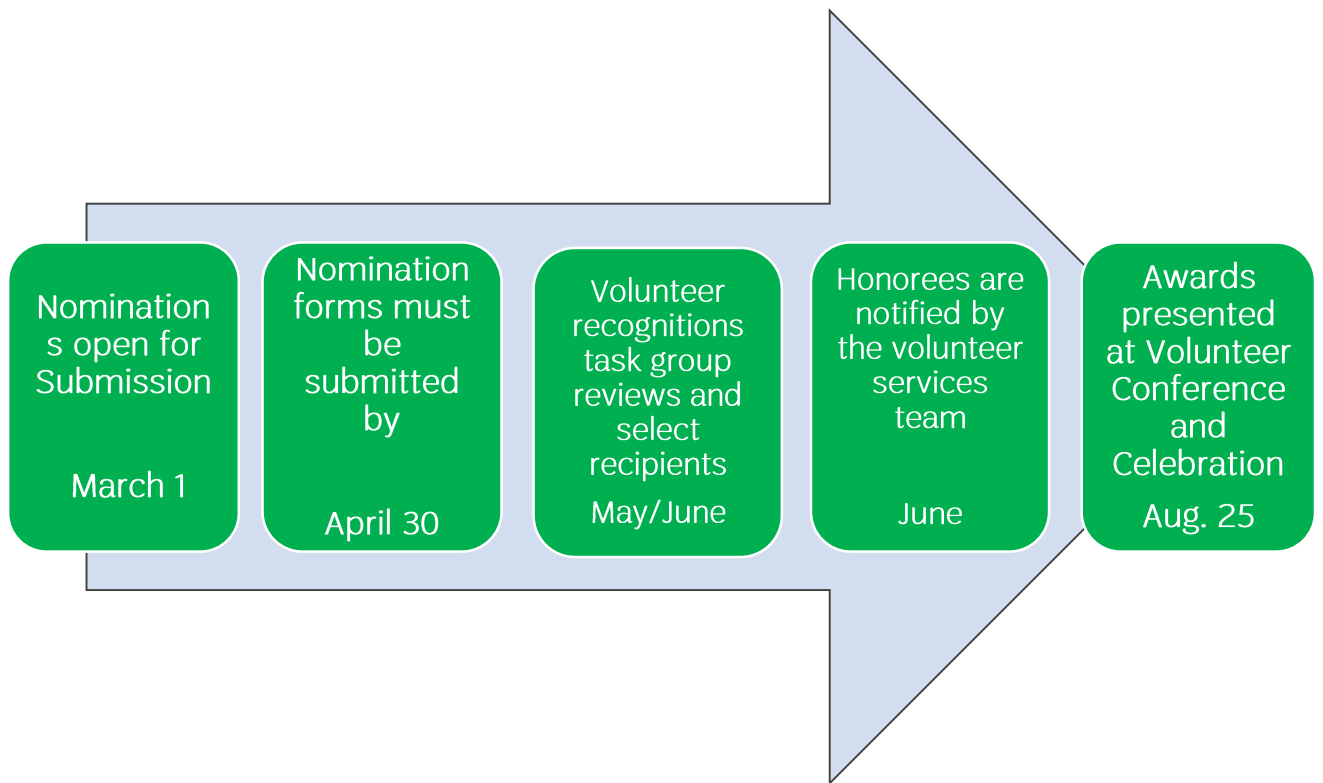 Nomination
s open for
Submission
March 1
Nomination
forms must
be
submitted
by
April 30
Volunteer
recognitions
task group
reviews and
select
recipients
May/June
Honorees are
notified by
the volunteer
services
team
June
Awards
presented
at Volunteer
Conference
and
Celebration
Aug. 25